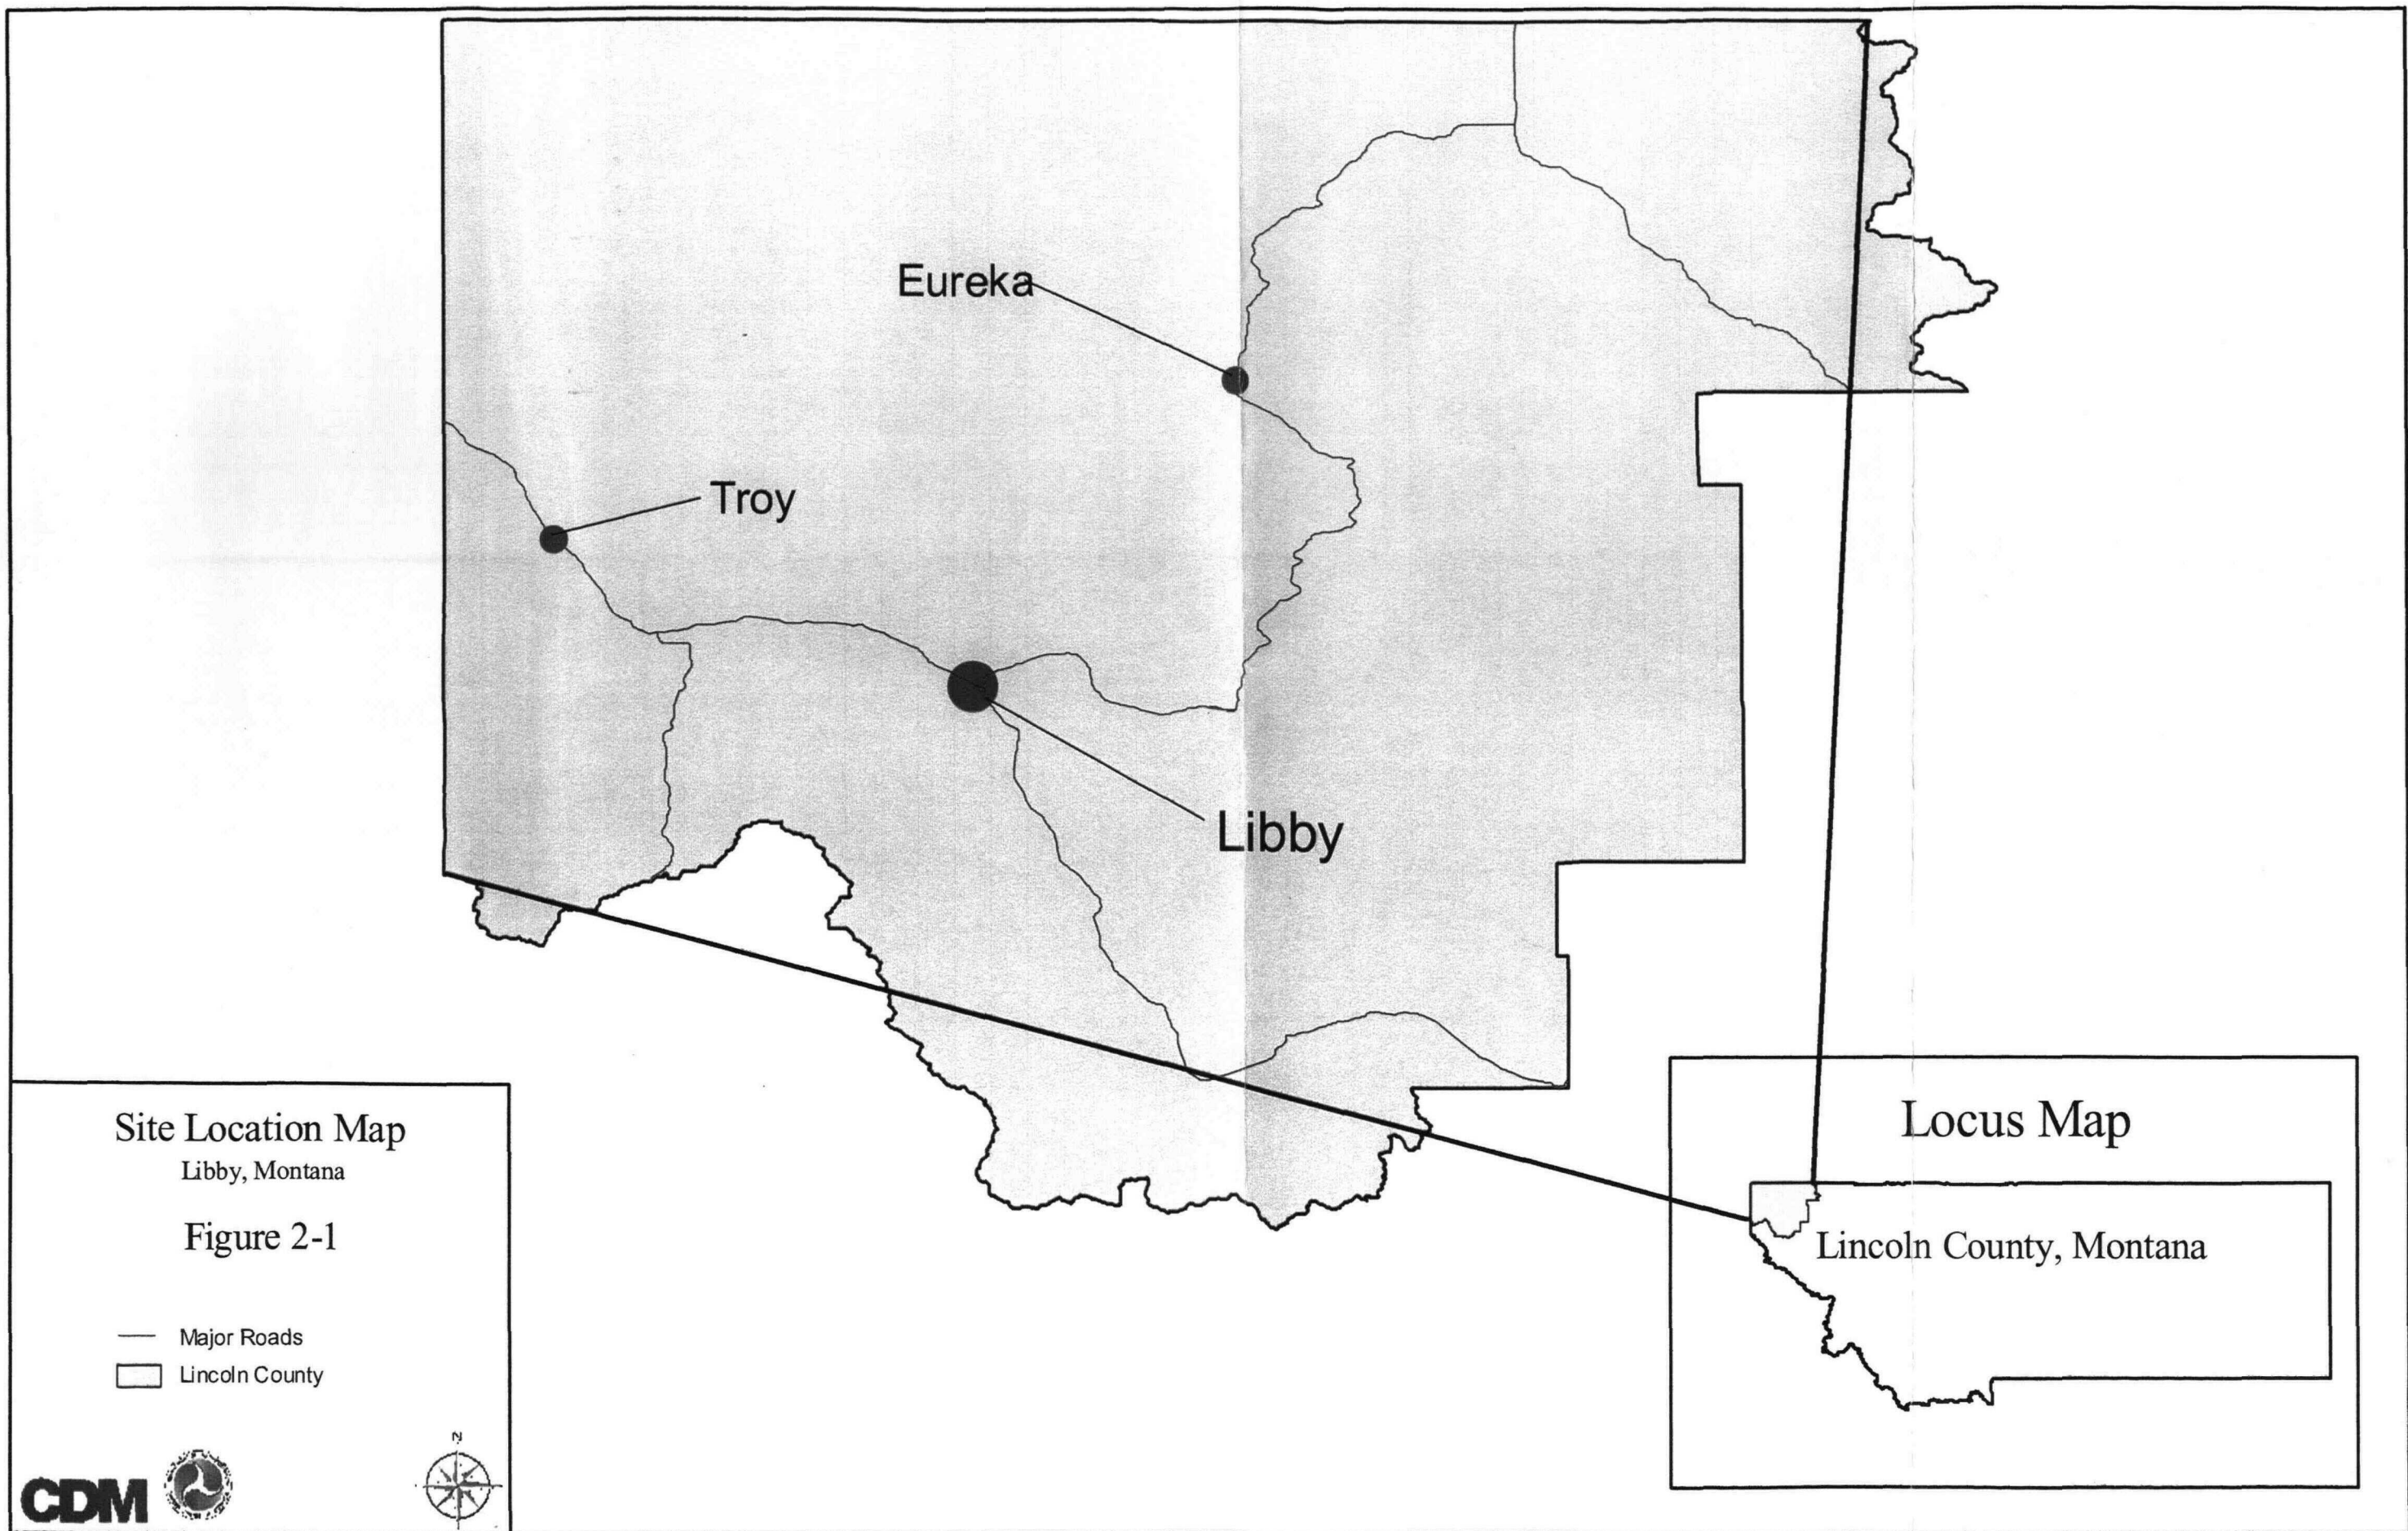 Eureka
Troy
Libby
Site Location Map
Libby, Montana
Figure 2-1
Major Roads
Lincoln County
N
CDM
Locus Map
Lincoln County, Montana